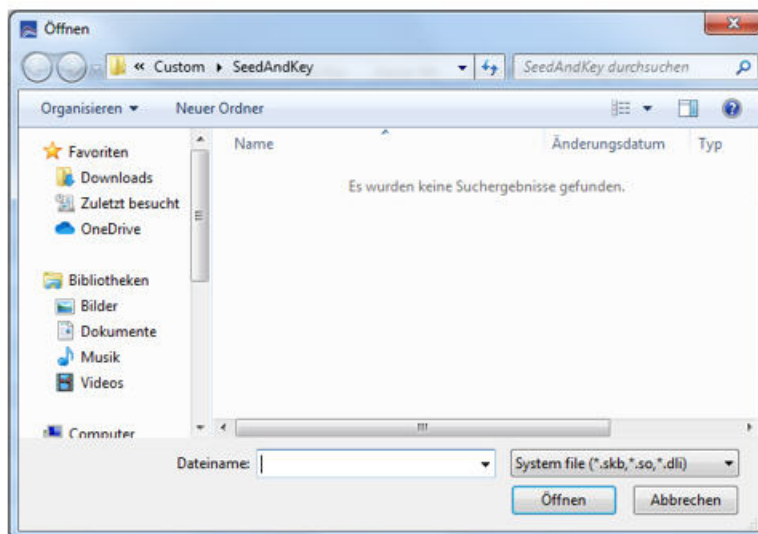 Öffnen
« Custom ▸ SeedAndKey
SeedAndKey durchsuchen
Organisieren
Neuer Ordner
Name
Änderungsdatum
Typ
Es wurden keine Suchergebnisse gefunden.
Favoriten
Downloads
Zuletzt besucht
OneDrive
Bibliotheken
Bilder
Dokumente
Musik
Videos
Computer
Dateiname:
System file (*.skb,*.so,*.dli)
Öffnen
Abbrechen